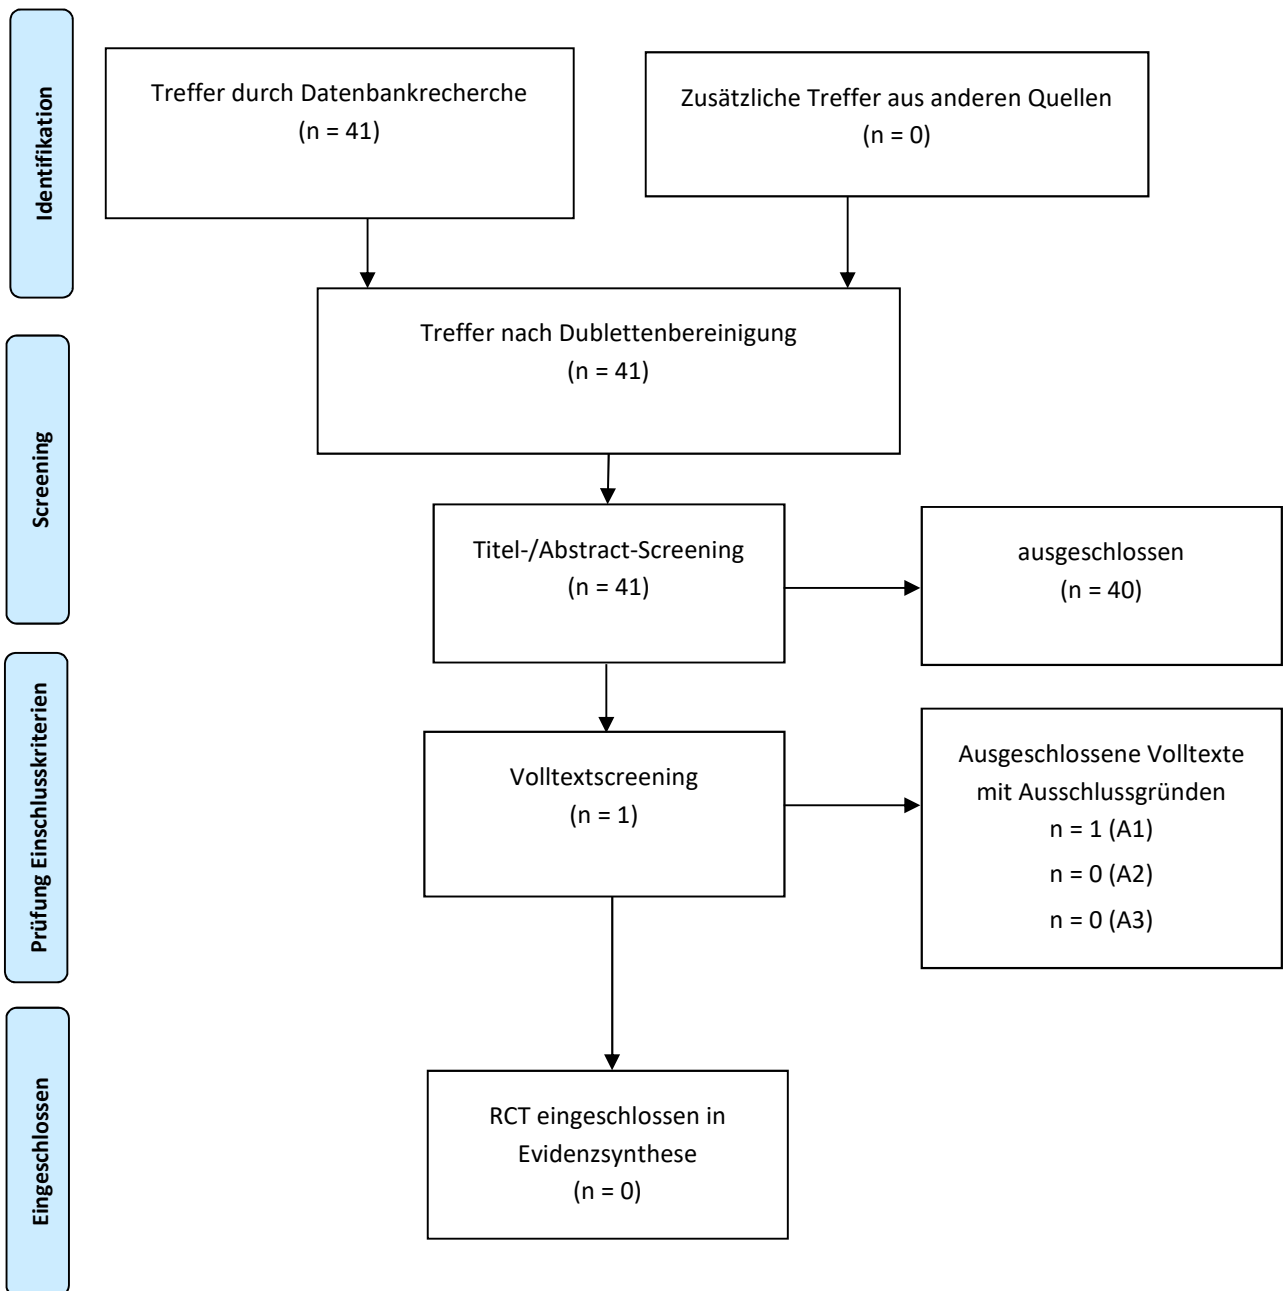 Identifikation
Treffer durch Datenbankrecherche
(n = 41)
Zusätzliche Treffer aus anderen Quellen
(n = 0)
Treffer nach Dublettenbereinigung
(n = 41)
Screening
Titel-/Abstract-Screening
(n = 41)
ausgeschlossen
(n = 40)
Prüfung Einschlusskriterien
Volltextscreening
(n = 1)
Ausgeschlossene Volltexte
mit Ausschlussgründen
n = 1 (A1)
n = 0 (A2)
n = 0 (A3)
Eingeschlossen
RCT eingeschlossen in
Evidenzsynthese
(n = 0)